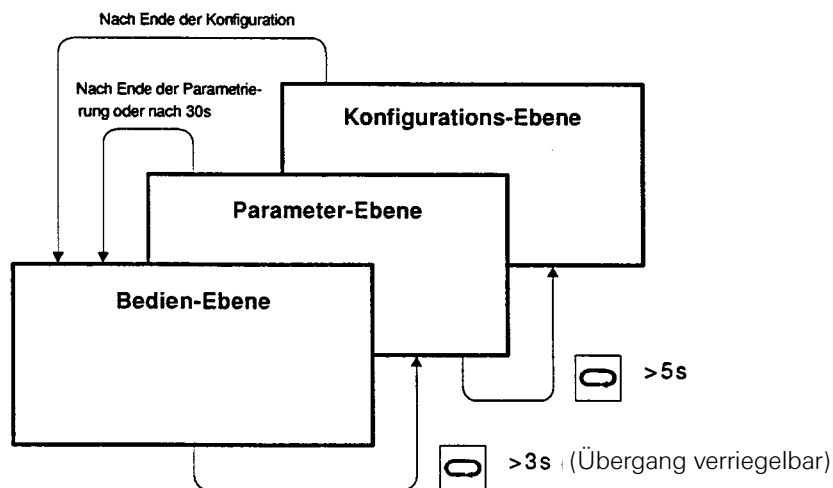 Nach Ende der Konfiguration
Nach Ende der Parametrie-
rung oder nach 30s
Konfigurations-Ebene
Parameter-Ebene
Bedien-Ebene
>5s
>3s (Übergang verriegelbar)